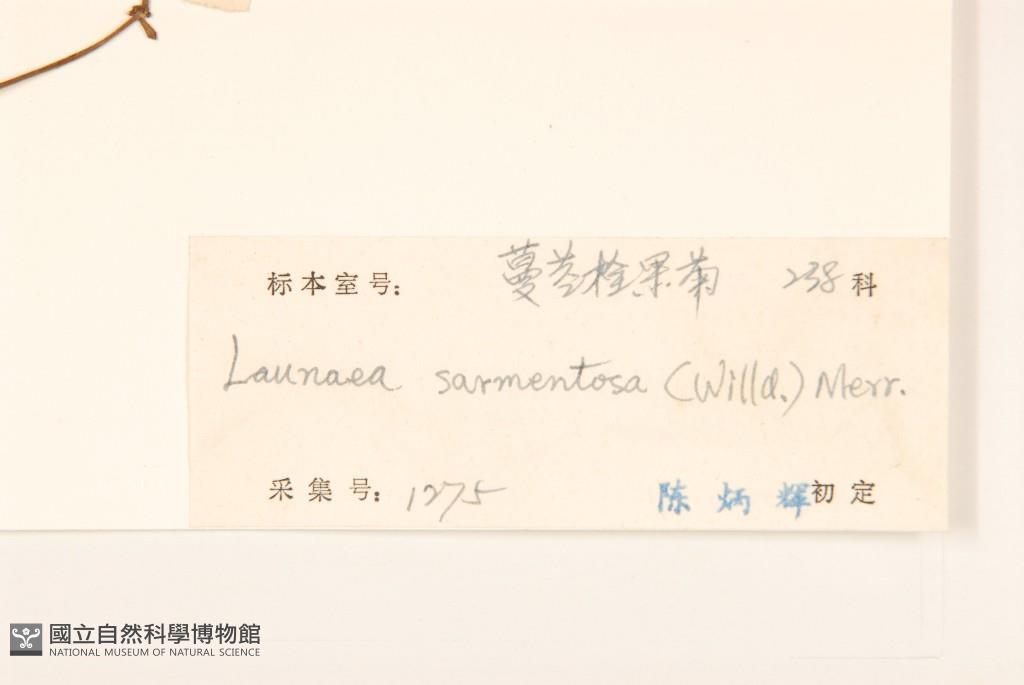 标本室号: 蔓茎栓果菊 238 科
Launaea sarmentosa (Willd.) Merr.
采集号: 1275 陈炳辉 初定
國立自然科學博物館
NATIONAL MUSEUM OF NATURAL SCIENCE